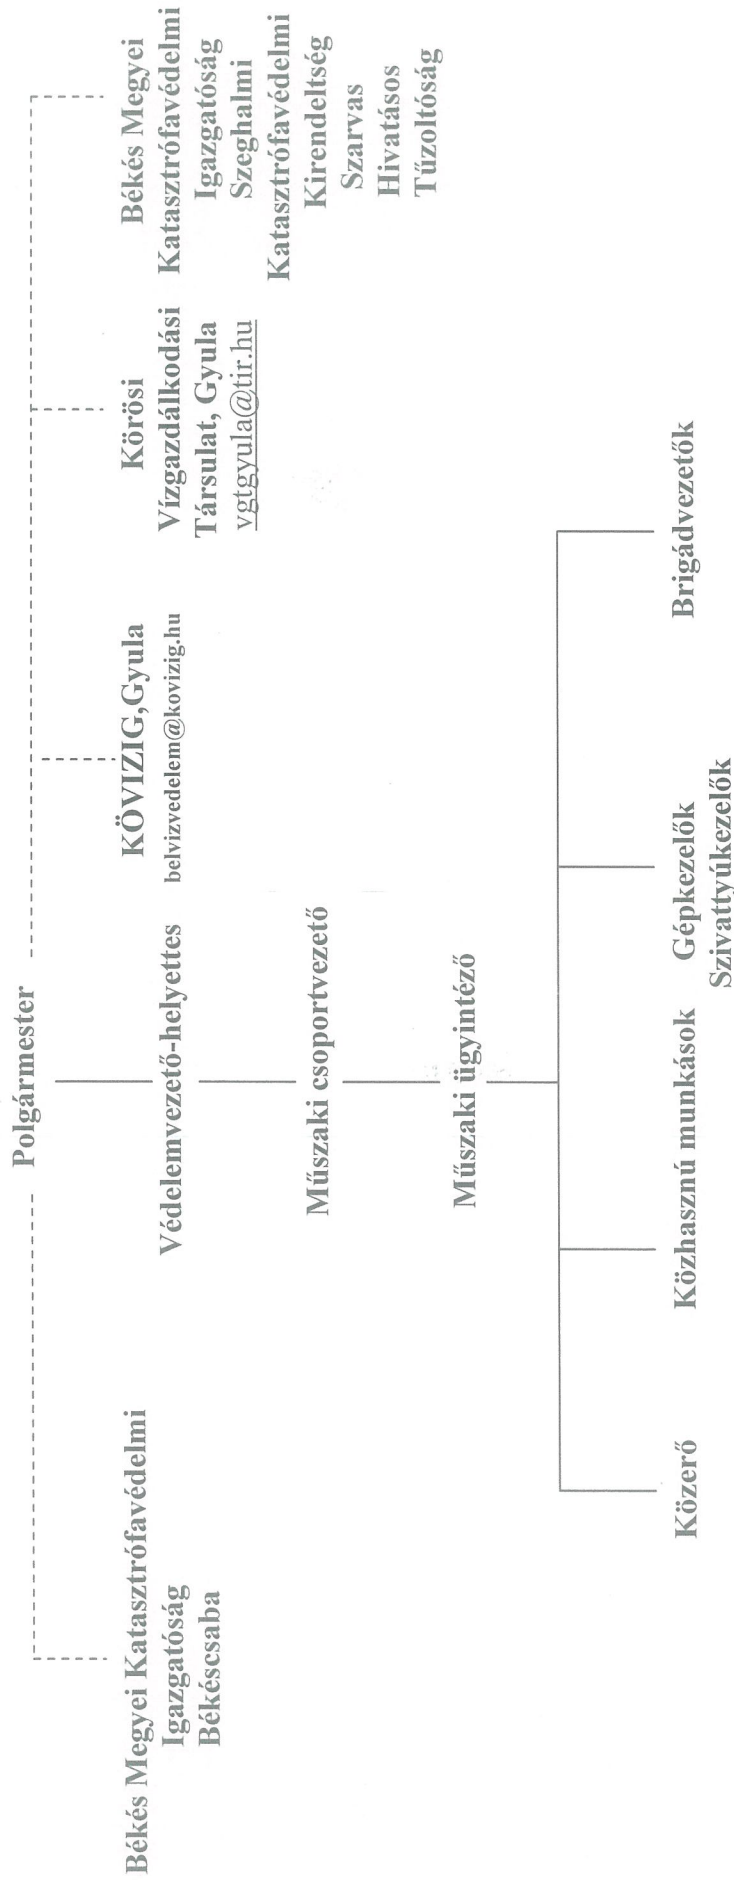 Polgármester
Békés Megyei Katasztrófavédelmi
Igazgatóság
Békéscsaba
Védelemvezető-helyettes
KÖVIZIG,Gyula
belvizvedelem@kovizig.hu
Körösi
Vízgazdálkodási
Társulat, Gyula
vgtgyula@tir.hu
Békés Megyei
Katasztrófavédelmi
Igazgatóság
Szeghalmi
Katasztrófavédelmi
Kirendeltség
Szarvas
Hivatásos
Tűzoltóság
Műszaki csoportvezető
Műszaki ügyintéző
Közerő
Közhasznú munkások
Gépkezelők
Szivattyúkezelők
Brigádvezetők